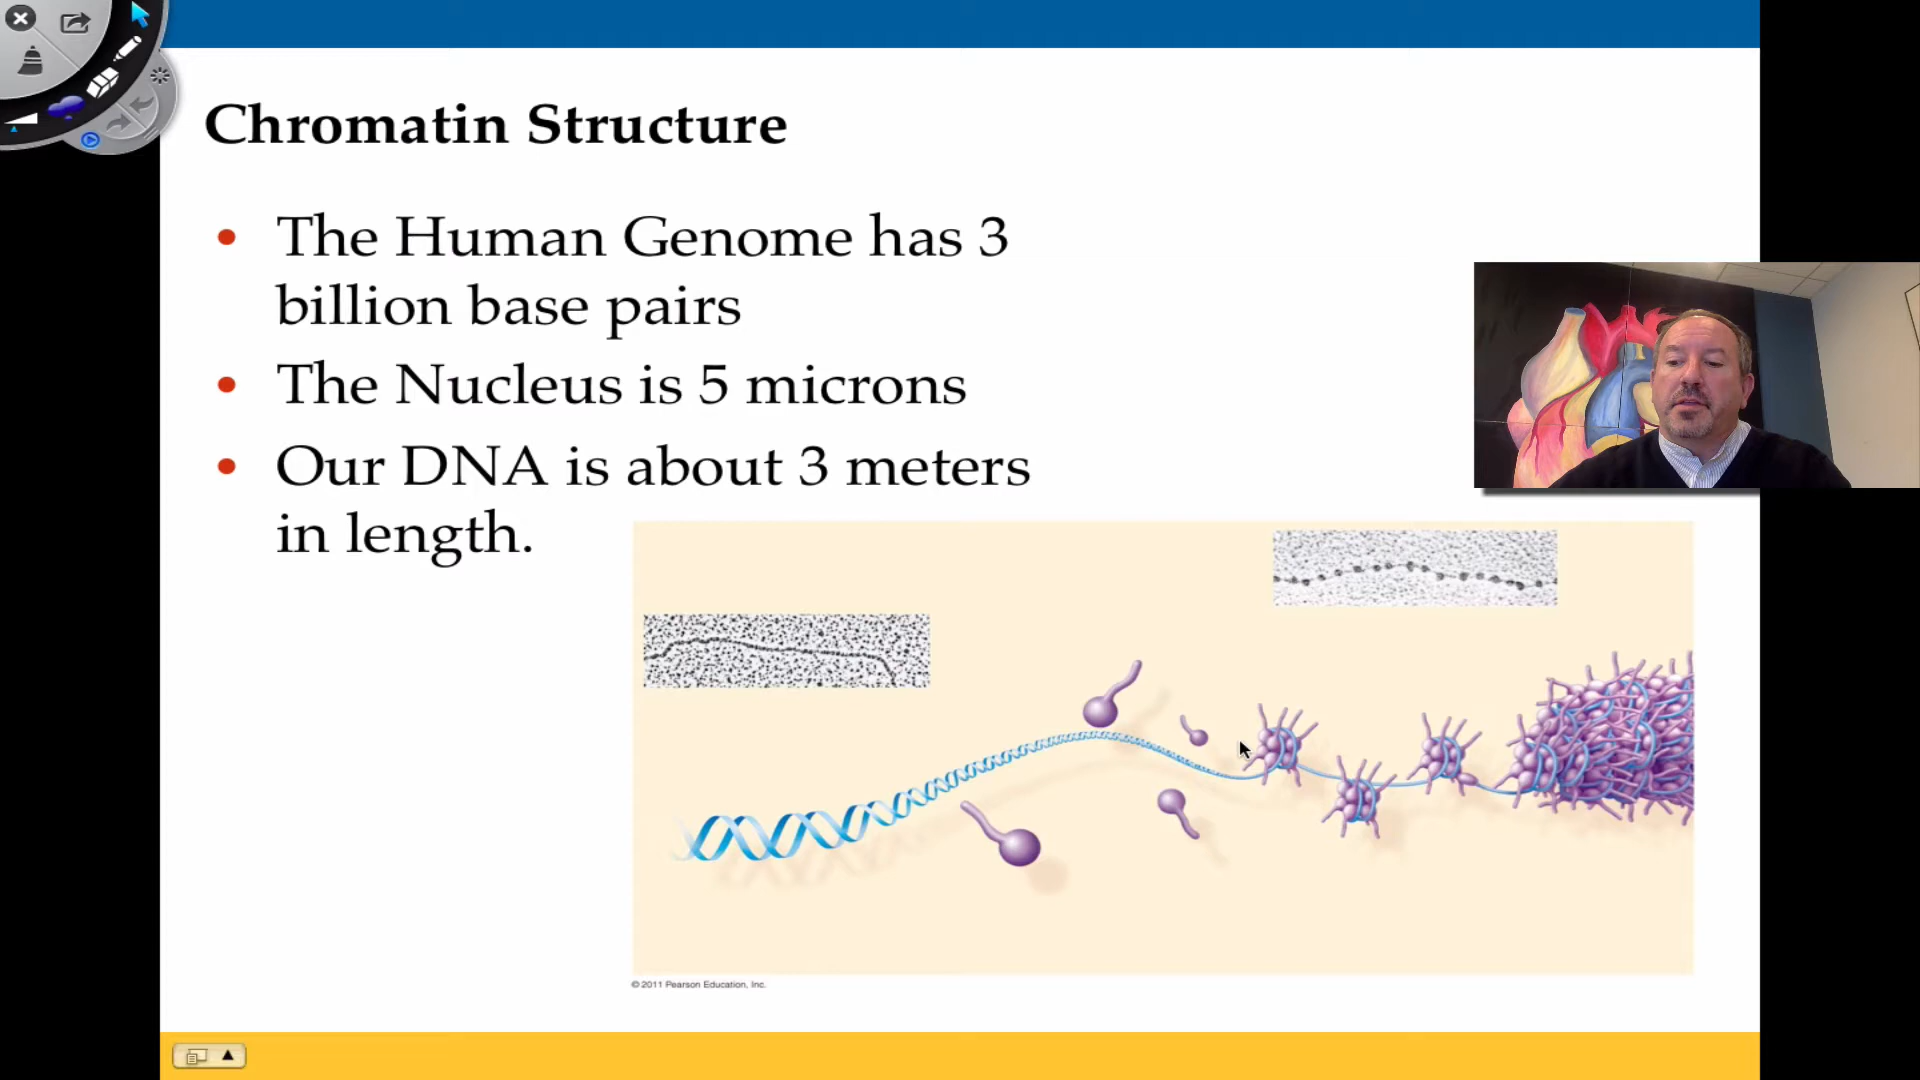 Chromatin Structure
• The Human Genome has 3
billion base pairs
• The Nucleus is 5 microns
• Our DNA is about 3 meters
in length.
© 2011 Pearson Education, Inc.